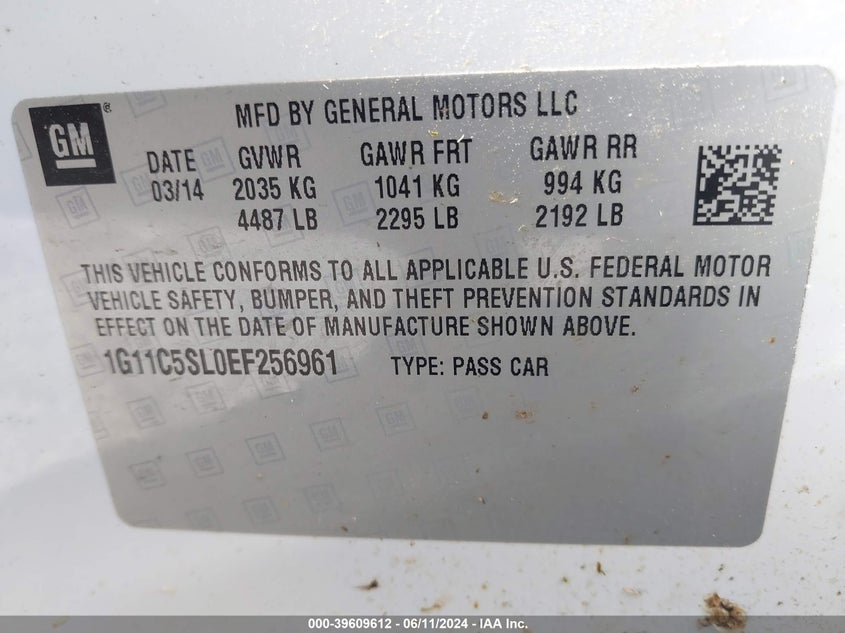 GM
MFD BY GENERAL MOTORS LLC
DATE GVWR GAWR FRT GAWR RR
03/14 2035 KG 1041 KG 994 KG
4487 LB 2295 LB 2192 LB
THIS VEHICLE CONFORMS TO ALL APPLICABLE U.S. FEDERAL MOTOR
VEHICLE SAFETY, BUMPER, AND THEFT PREVENTION STANDARDS IN
EFFECT ON THE DATE OF MANUFACTURE SHOWN ABOVE.
1G11C5SL0EF256961 TYPE: PASS CAR
000-39609612 - 06/11/2024 - IAA Inc.